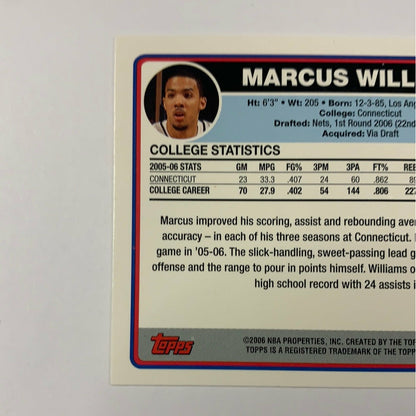 MARCUS WILL
Ht: 6'3" • Wt: 205 • Born: 12-3-85, Los Ang
College: Connecticut
Drafted: Nets, 1st Round 2006 (22nd
Acquired: Via Draft
COLLEGE STATISTICS
2005-06 STATS GM MPG FG% 3PM 3PA FT% REB
CONNECTICUT 23 33.3 .407 24 60 .862
COLLEGE CAREER 70 27.9 .402 54 144 .806 227
Marcus improved his scoring, assist and rebounding ave
accuracy – in each of his three seasons at Connecticut.
game in '05-06. The slick-handling, sweet-passing lead g
offense and the range to pour in points himself. Williams o
high school record with 24 assists i
Topps
©2006 NBA PROPERTIES, INC. CREATED BY THE TOP
TOPPS IS A REGISTERED TRADEMARK OF THE TOPP